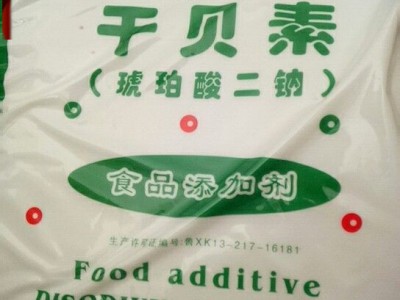 干贝素
（琥珀酸二钠）
食品添加剂
生产许可证编号:鲁XK13-217-16181
Food additive